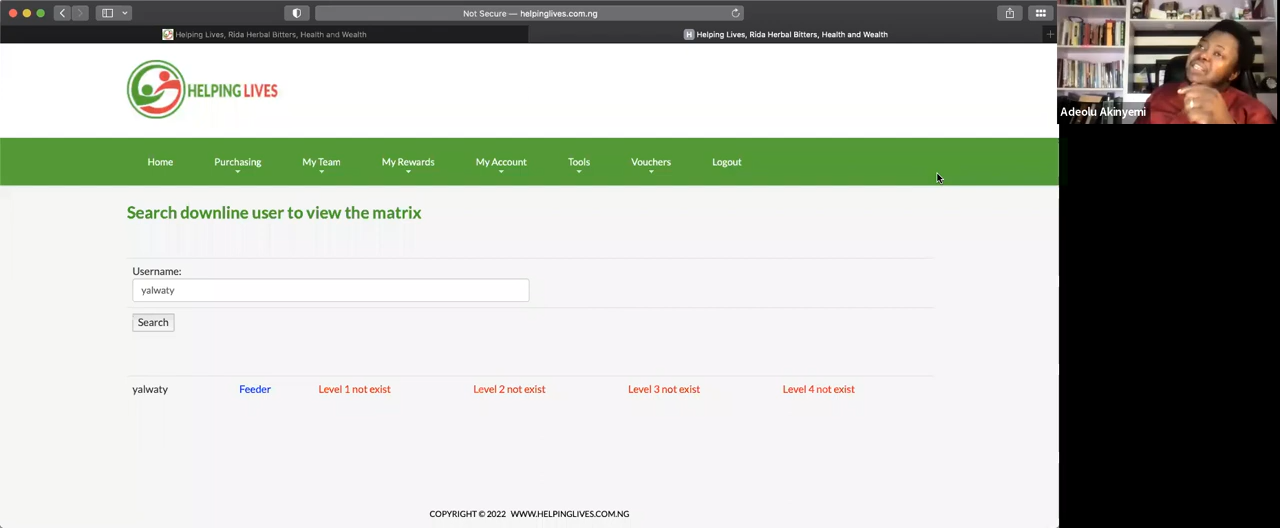 Not Secure — helpinglives.com.ng
Helping Lives, Rida Herbal Bitters, Health and Wealth
H Helping Lives, Rida Herbal Bitters, Health and Wealth
HELPING LIVES
Adeolu Akinyemi
Home Purchasing My Team My Rewards My Account Tools Vouchers Logout
Search downline user to view the matrix
Username:
yalwaty
Search
yalwaty Feeder Level 1 not exist Level 2 not exist Level 3 not exist Level 4 not exist
COPYRIGHT © 2022 WWW.HELPINGLIVES.COM.NG